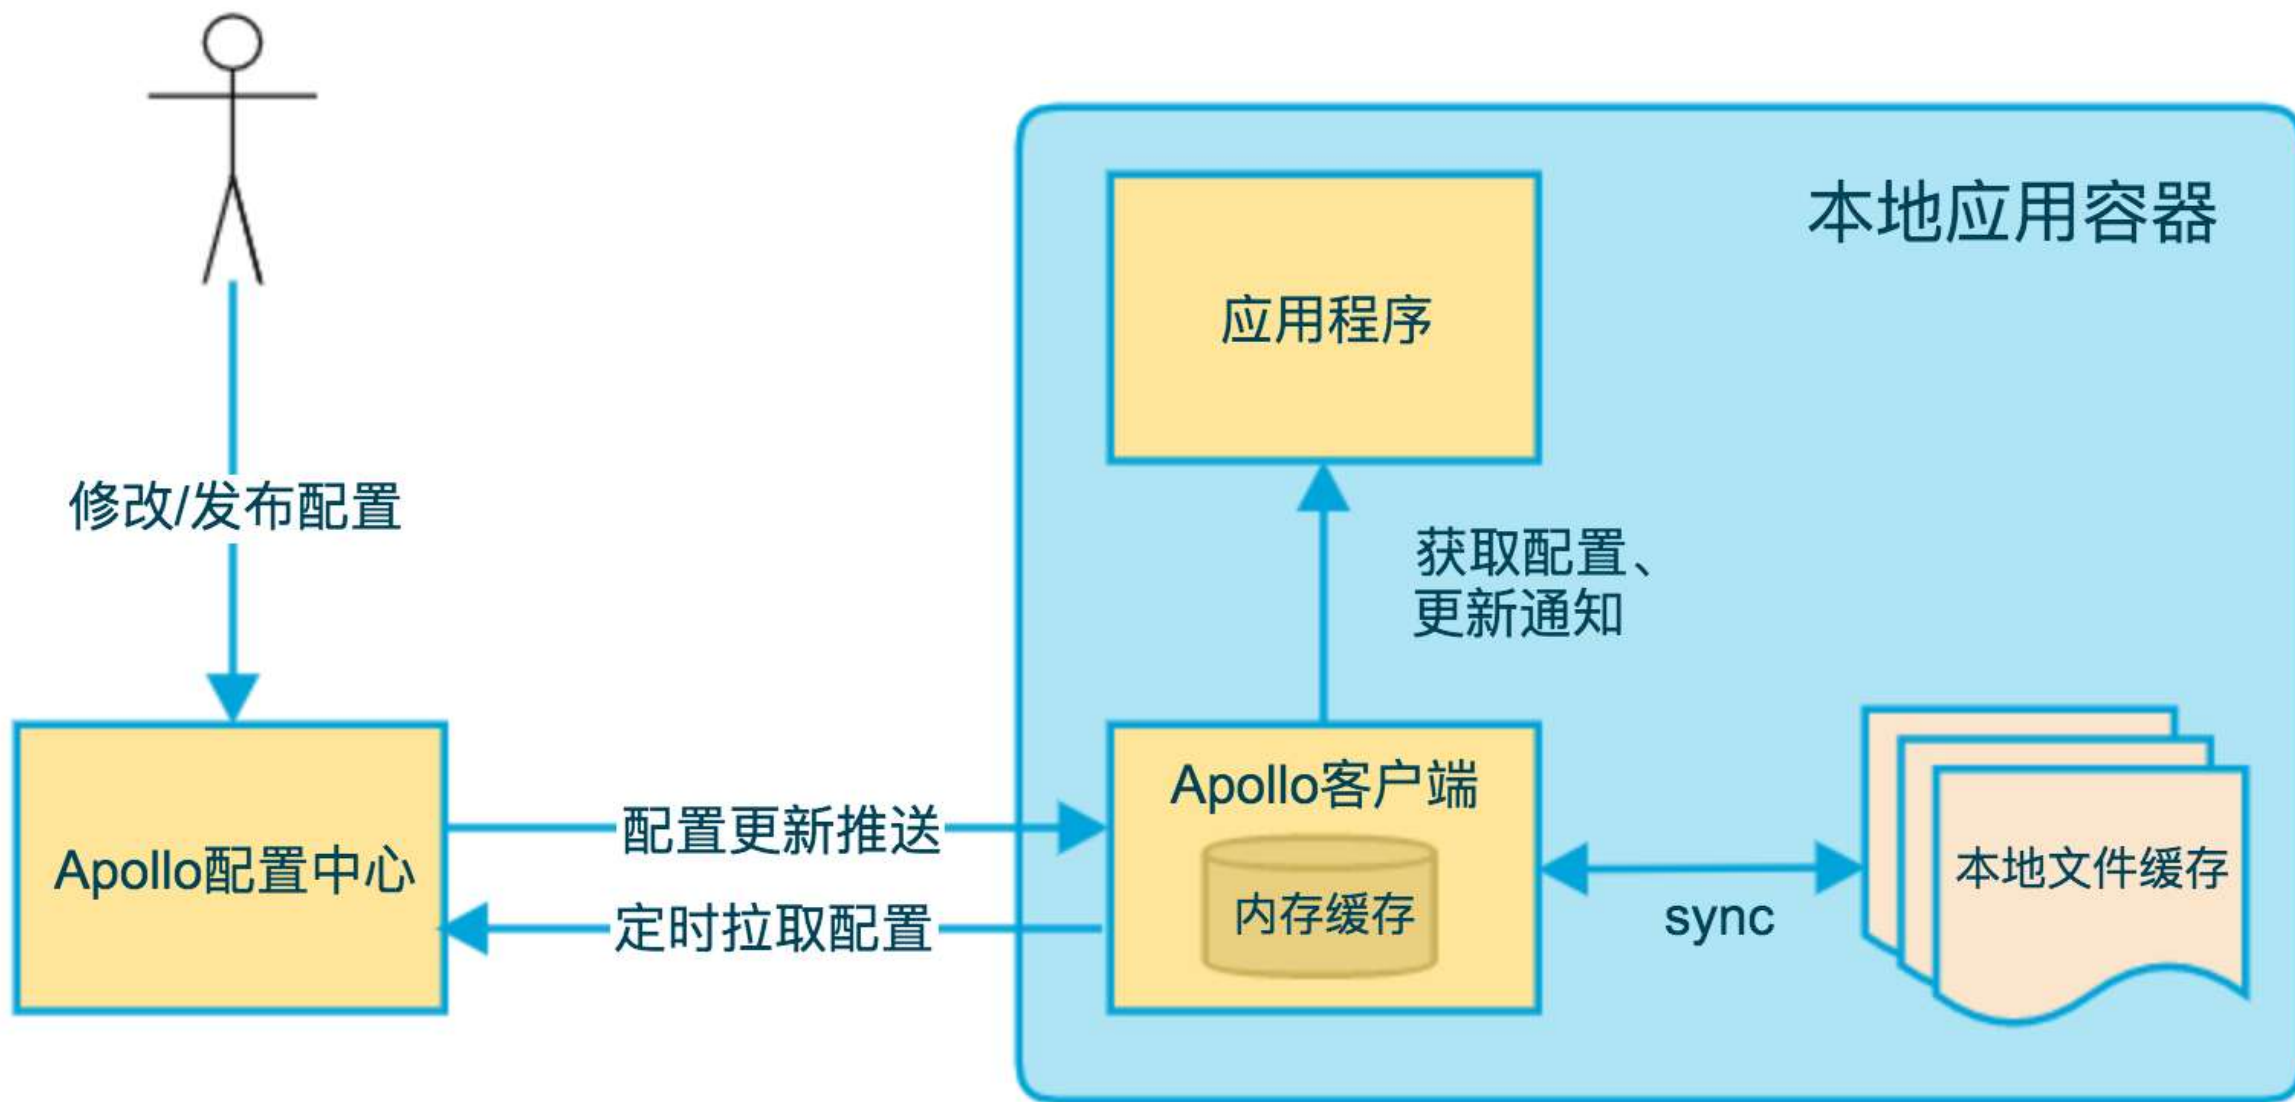 本地应用容器
应用程序
修改/发布配置
获取配置、
更新通知
Apollo配置中心
配置更新推送
定时拉取配置
Apollo客户端
内存缓存
sync
本地文件缓存